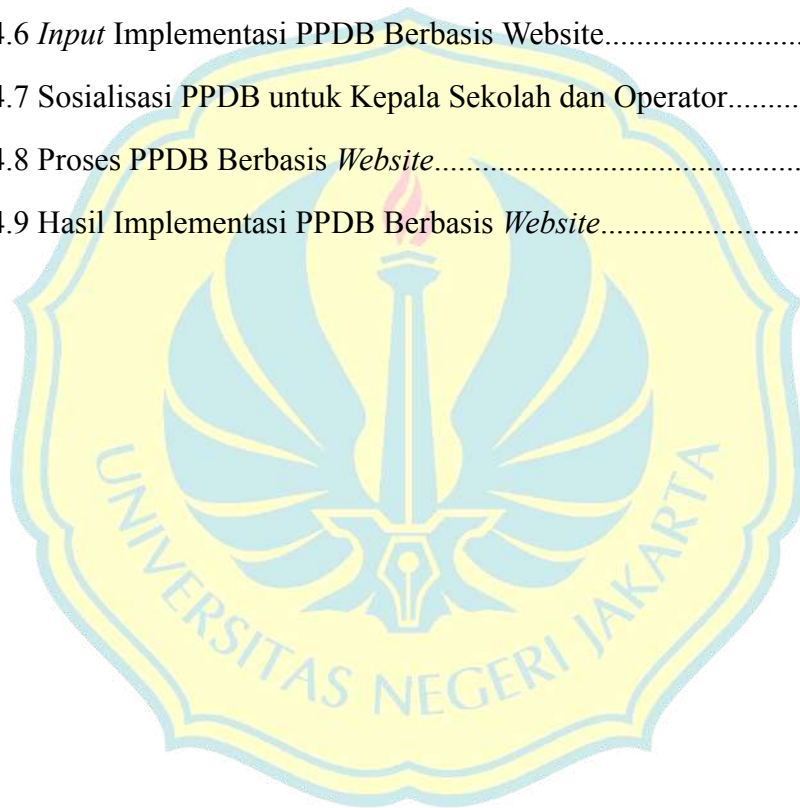 4.6 Input Implementasi PPDB Berbasis Website........................
4.7 Sosialisasi PPDB untuk Kepala Sekolah dan Operator.........
4.8 Proses PPDB Berbasis Website.............................................
4.9 Hasil Implementasi PPDB Berbasis Website........................
UNIVERSITAS NEGERI JAKARTA